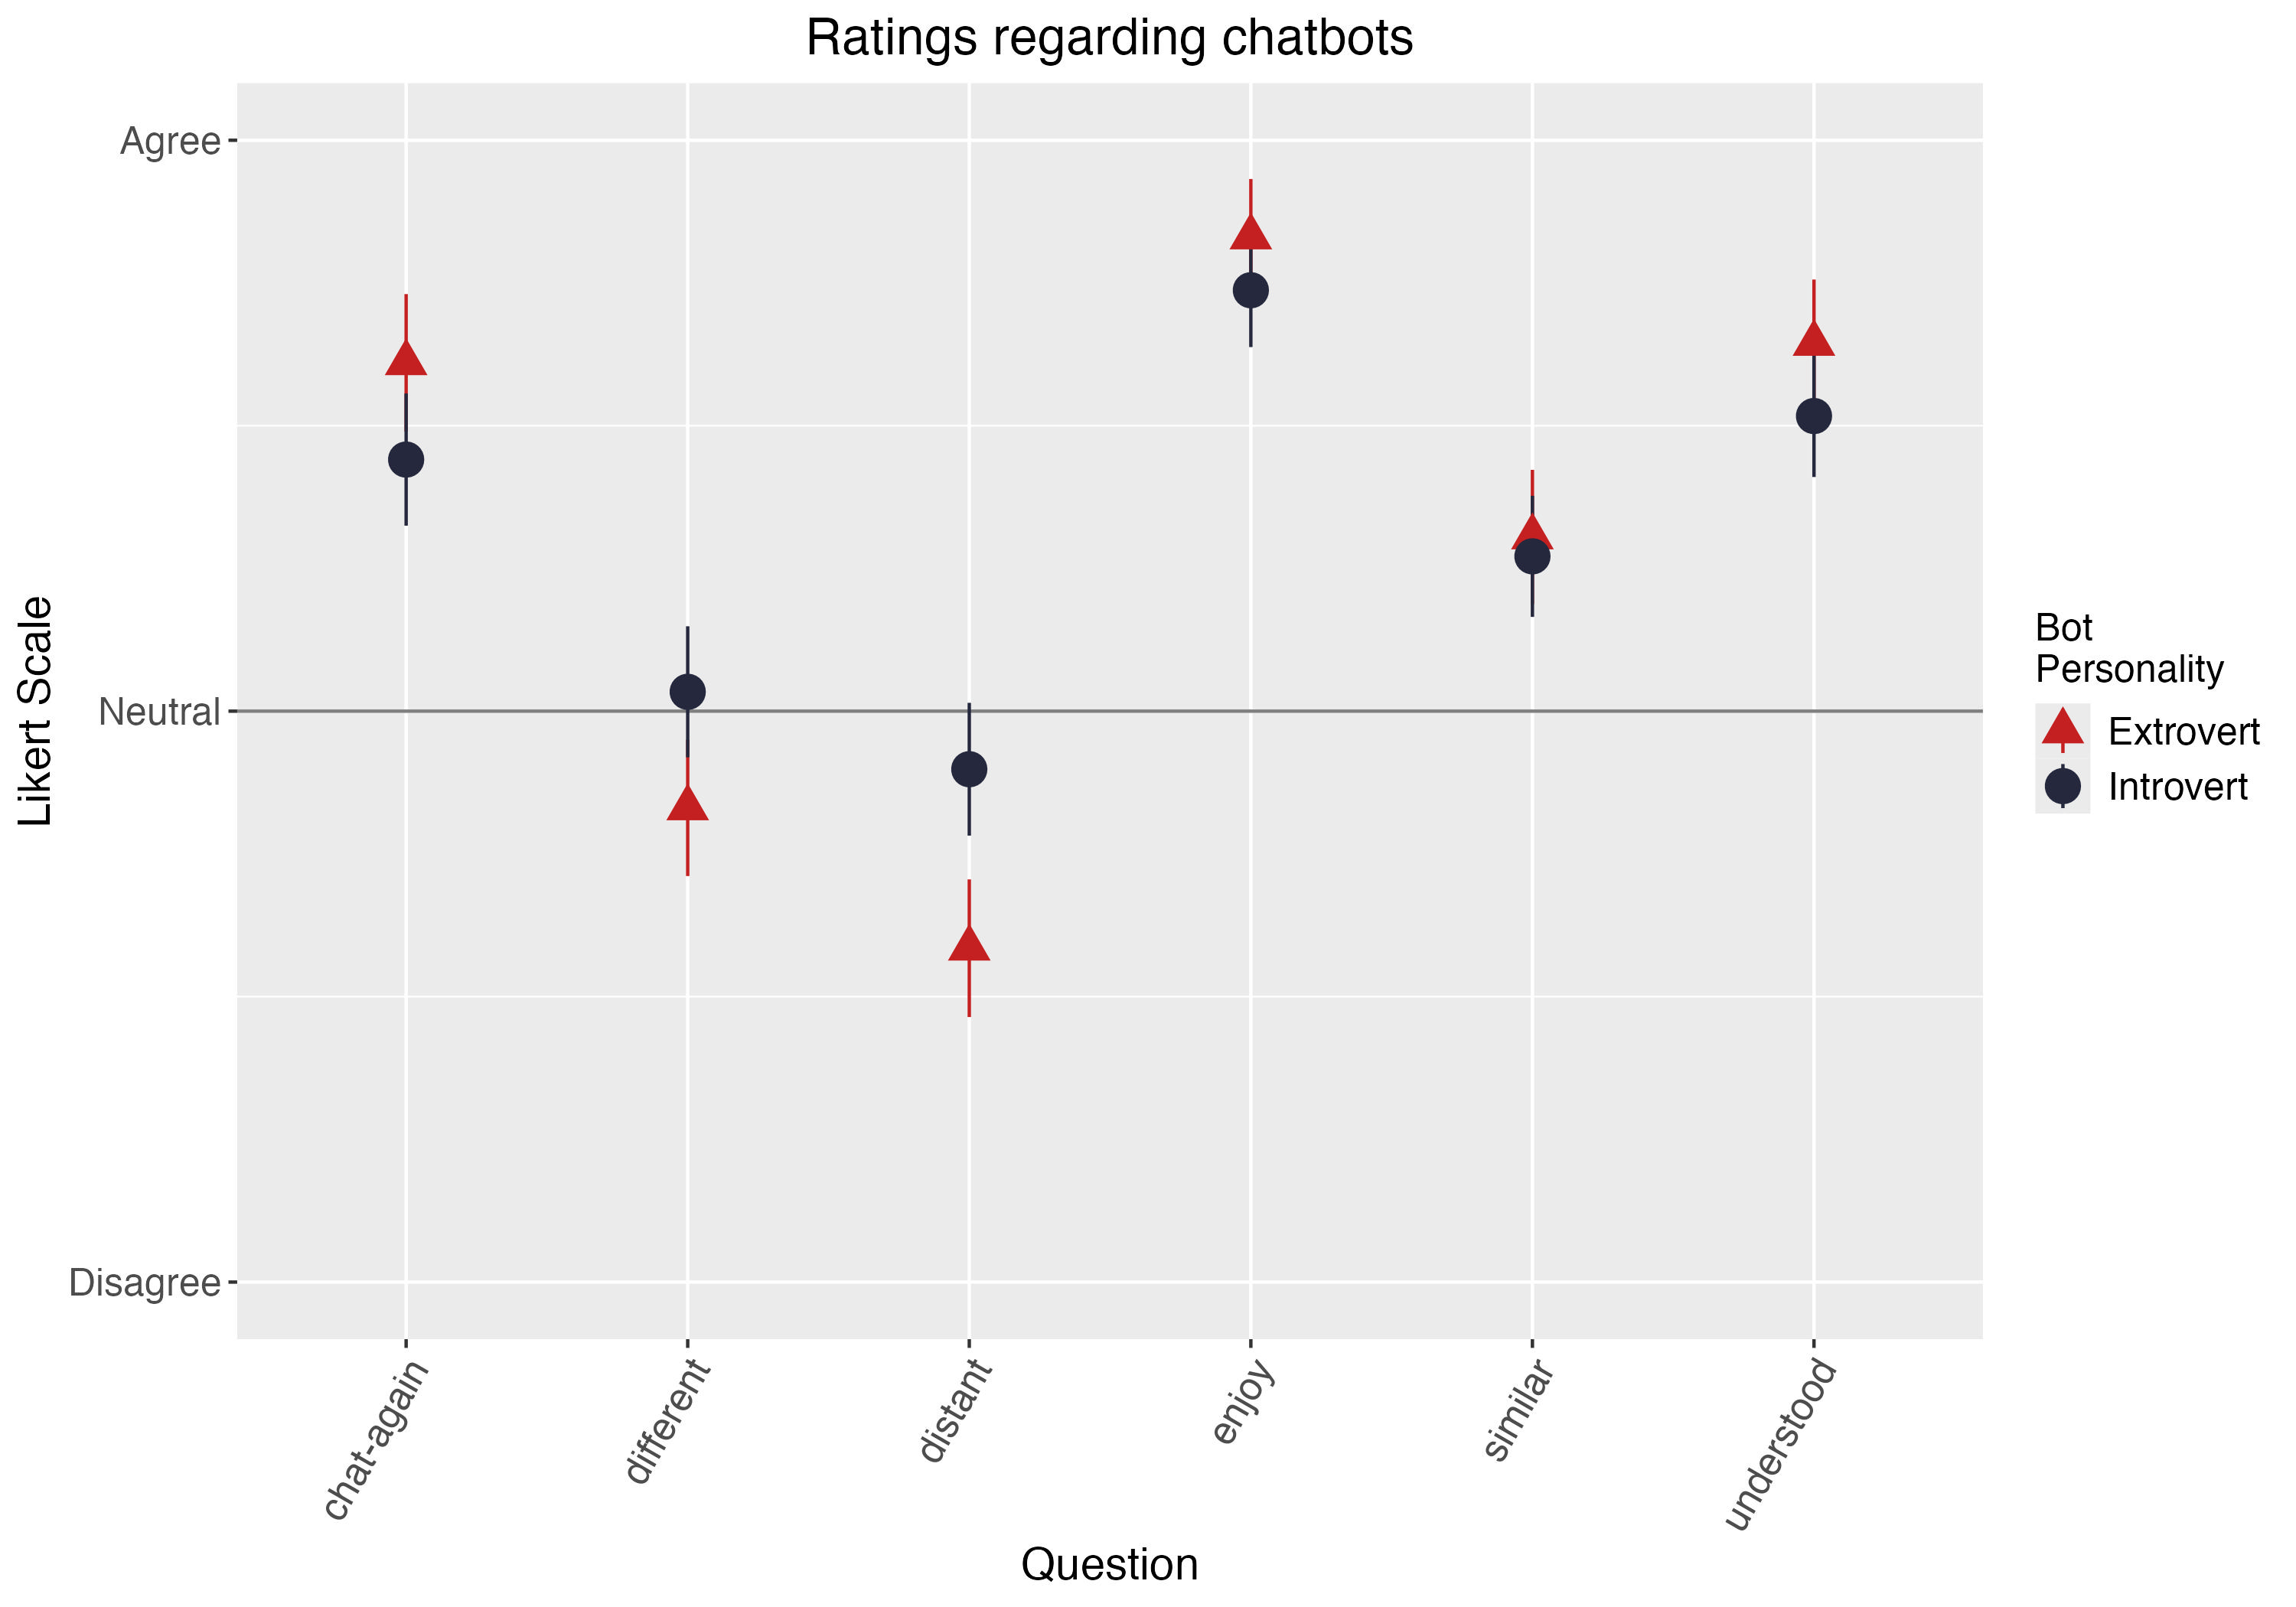 Ratings regarding chatbots
Likert Scale
Agree
Neutral
Disagree
chat-again
different
distant
enjoy
similar
understood
Question
Bot
Personality
Extrovert
Introvert